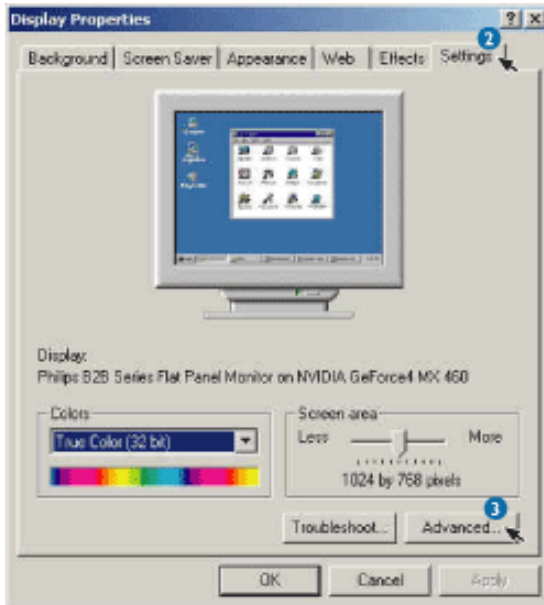 Display Properties
2
Background Screen Saver Appearance Web Effects Settings
Display:
Philips B2B Series Flat Panel Monitor on NVIDIA GeForce4 MX 460
Colors
True Color (32 bit)
Screen area
Less More
1024 by 768 pixels
3
Troubleshoot... Advanced...
OK Cancel Apply